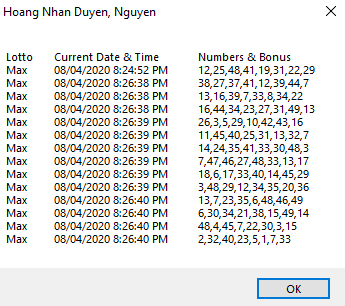 Hoang Nhan Duyen, Nguyen
Lotto Current Date & Time Numbers & Bonus
Max 08/04/2020 8:24:52 PM 12,25,48,41,19,31,22,29
Max 08/04/2020 8:26:38 PM 38,27,37,41,12,39,44,7
Max 08/04/2020 8:26:38 PM 13,16,39,7,33,8,34,22
Max 08/04/2020 8:26:38 PM 16,44,34,23,27,31,49,13
Max 08/04/2020 8:26:39 PM 26,3,5,29,10,42,43,16
Max 08/04/2020 8:26:39 PM 11,45,40,25,31,13,32,7
Max 08/04/2020 8:26:39 PM 14,24,35,41,33,30,48,3
Max 08/04/2020 8:26:39 PM 7,47,46,27,48,33,13,17
Max 08/04/2020 8:26:39 PM 18,6,17,33,40,14,45,29
Max 08/04/2020 8:26:39 PM 3,48,29,12,34,35,20,36
Max 08/04/2020 8:26:40 PM 13,7,23,35,6,48,46,49
Max 08/04/2020 8:26:40 PM 6,30,34,21,38,15,49,14
Max 08/04/2020 8:26:40 PM 48,4,45,7,22,30,3,15
Max 08/04/2020 8:26:40 PM 2,32,40,23,5,1,7,33
OK